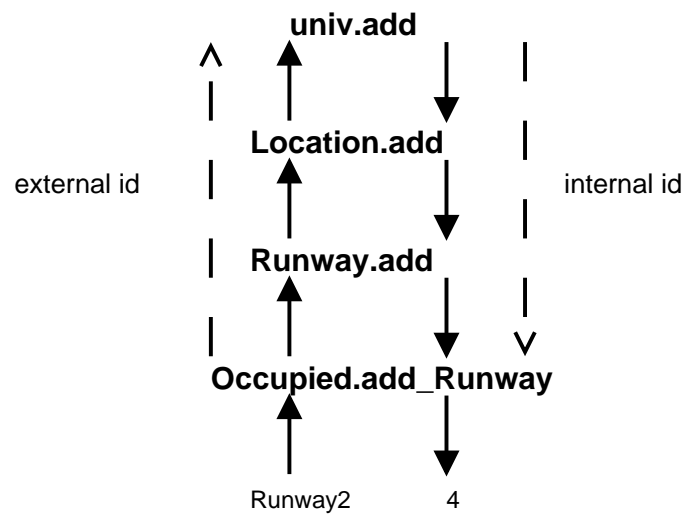 univ.add
Location.add
external id
internal id
Runway.add
Occupied.add_Runway
Runway2
4